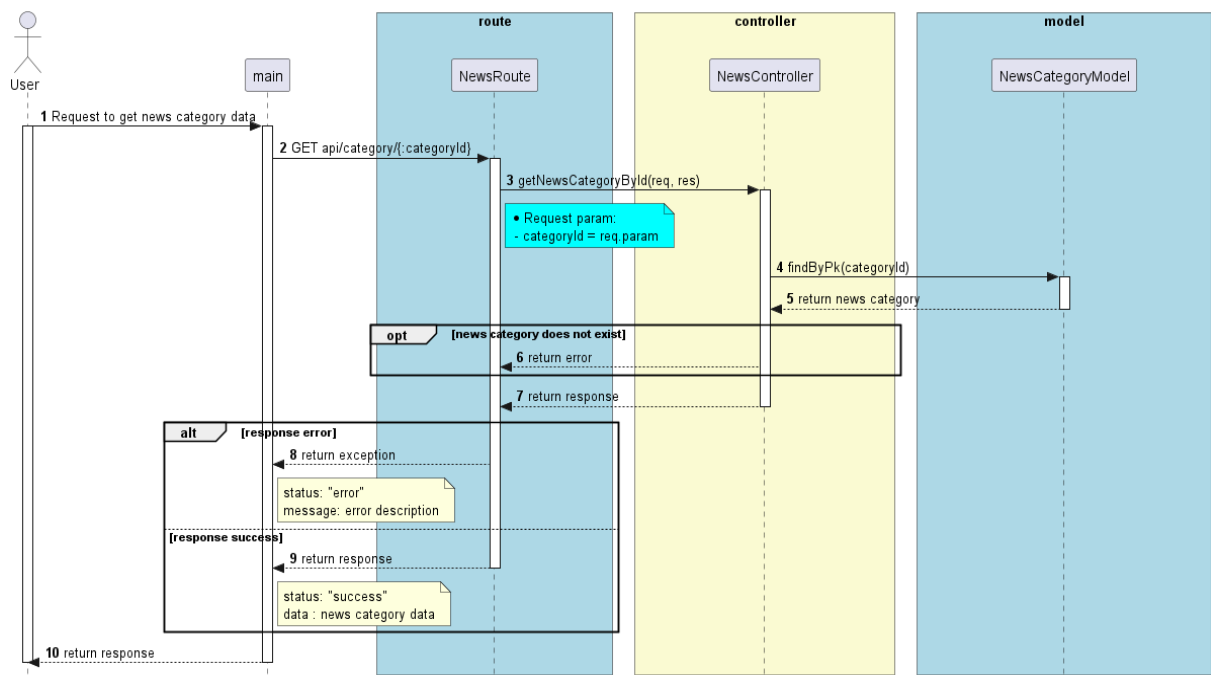 route
controller
model
User
main
NewsRoute
NewsController
NewsCategoryModel
1 Request to get news category data
2 GET api/category/{:categoryId}
3 getNewsCategoryById(req, res)
• Request param:
- categoryId = req.param
4 findByPk(categoryId)
5 return news category
opt [news category does not exist]
6 return error
7 return response
alt [response error]
8 return exception
status: "error"
message: error description
[response success]
9 return response
status: "success"
data : news category data
10 return response